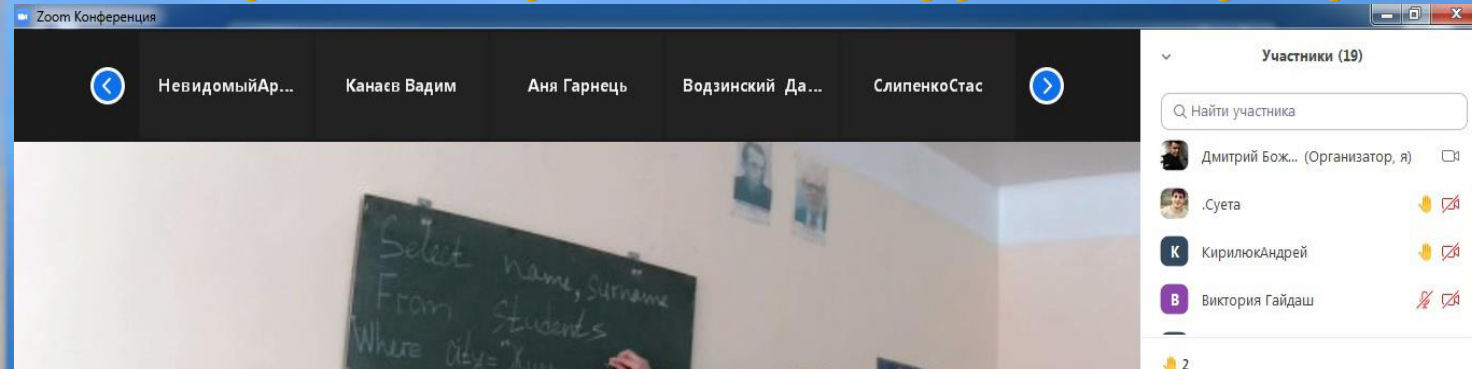 Zoom Конференция
НевидомыйАр...
Канаєв Вадим
Аня Гарнець
Водзинский Да...
СлипенкоСтас
Участники (19)
Найти участника
Дмитрий Бож... (Организатор, я)
.Суета
К КирилюкАндрей
В Виктория Гайдаш
2
Select name, surname
From Students
Where city="